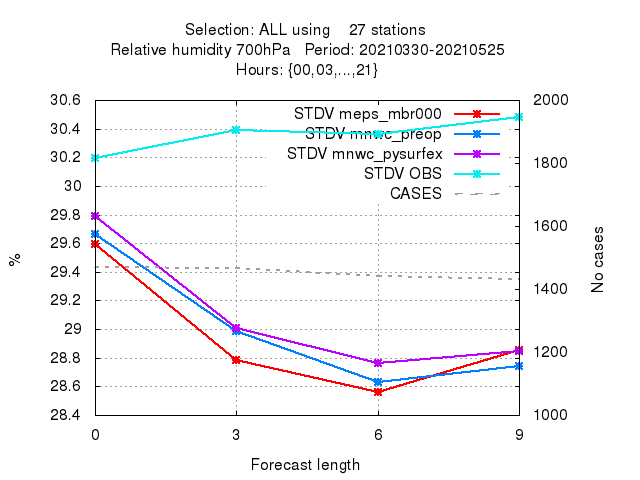 Selection: ALL using    27 stations
Relative humidity 700hPa   Period: 20210330-20210525
Hours: {00,03,...,21}
30.6
30.4
30.2
30
29.8
29.6
29.4
29.2
29
28.8
28.6
28.4
%
STDV meps_mbr000
STDV mnwc_preop
STDV mnwc_pysurfex
STDV OBS
CASES
2000
1800
1600
1400
1200
1000
No cases
0 3 6 9
Forecast length